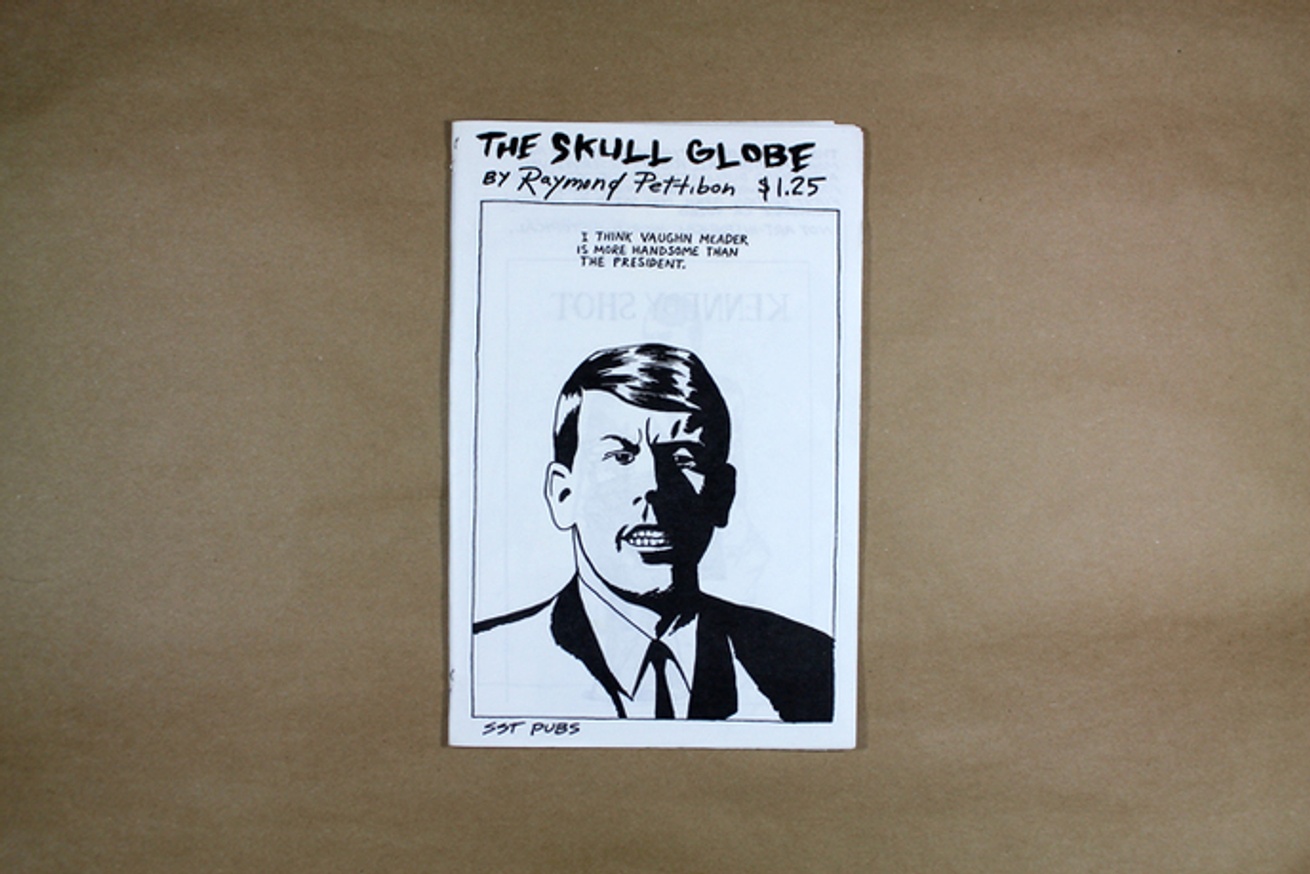 THE SKULL GLOBE
BY Raymond Pettibon $1.25
I THINK VAUGHN MEADER
IS MORE HANDSOME THAN
THE PRESIDENT.
KENNEDY SHOT
SST PUBS